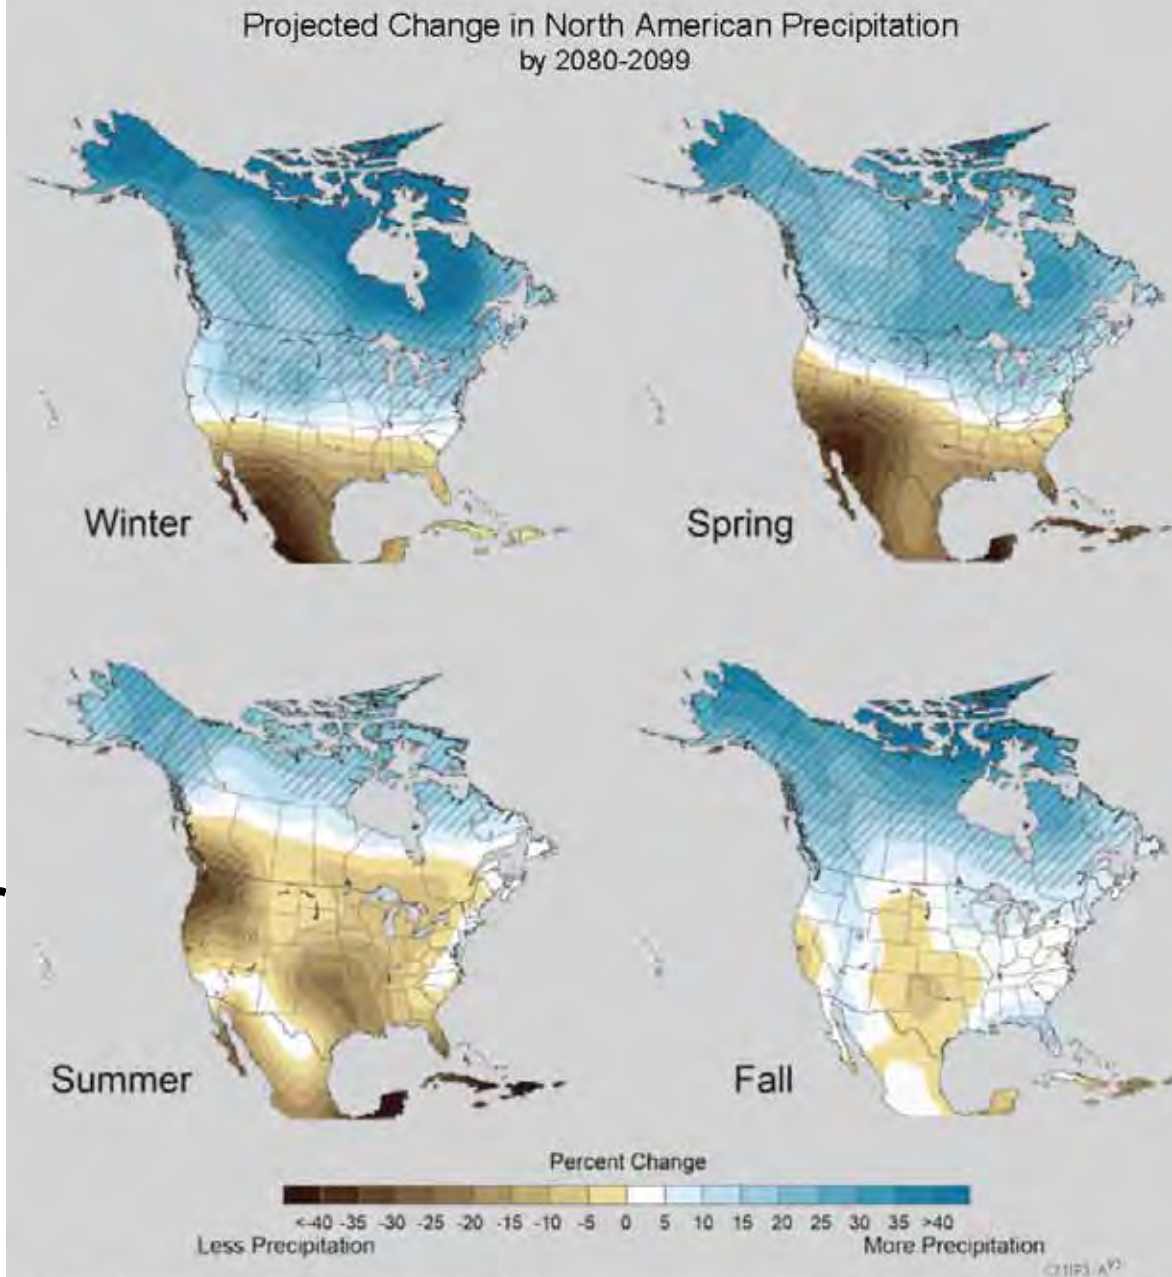 Projected Change in North American Precipitation
by 2080-2099
Winter
Spring
Summer
Fall
Percent Change
<-40 -35 -30 -25 -20 -15 -10 -5 0 5 10 15 20 25 30 35 >40
Less Precipitation
More Precipitation